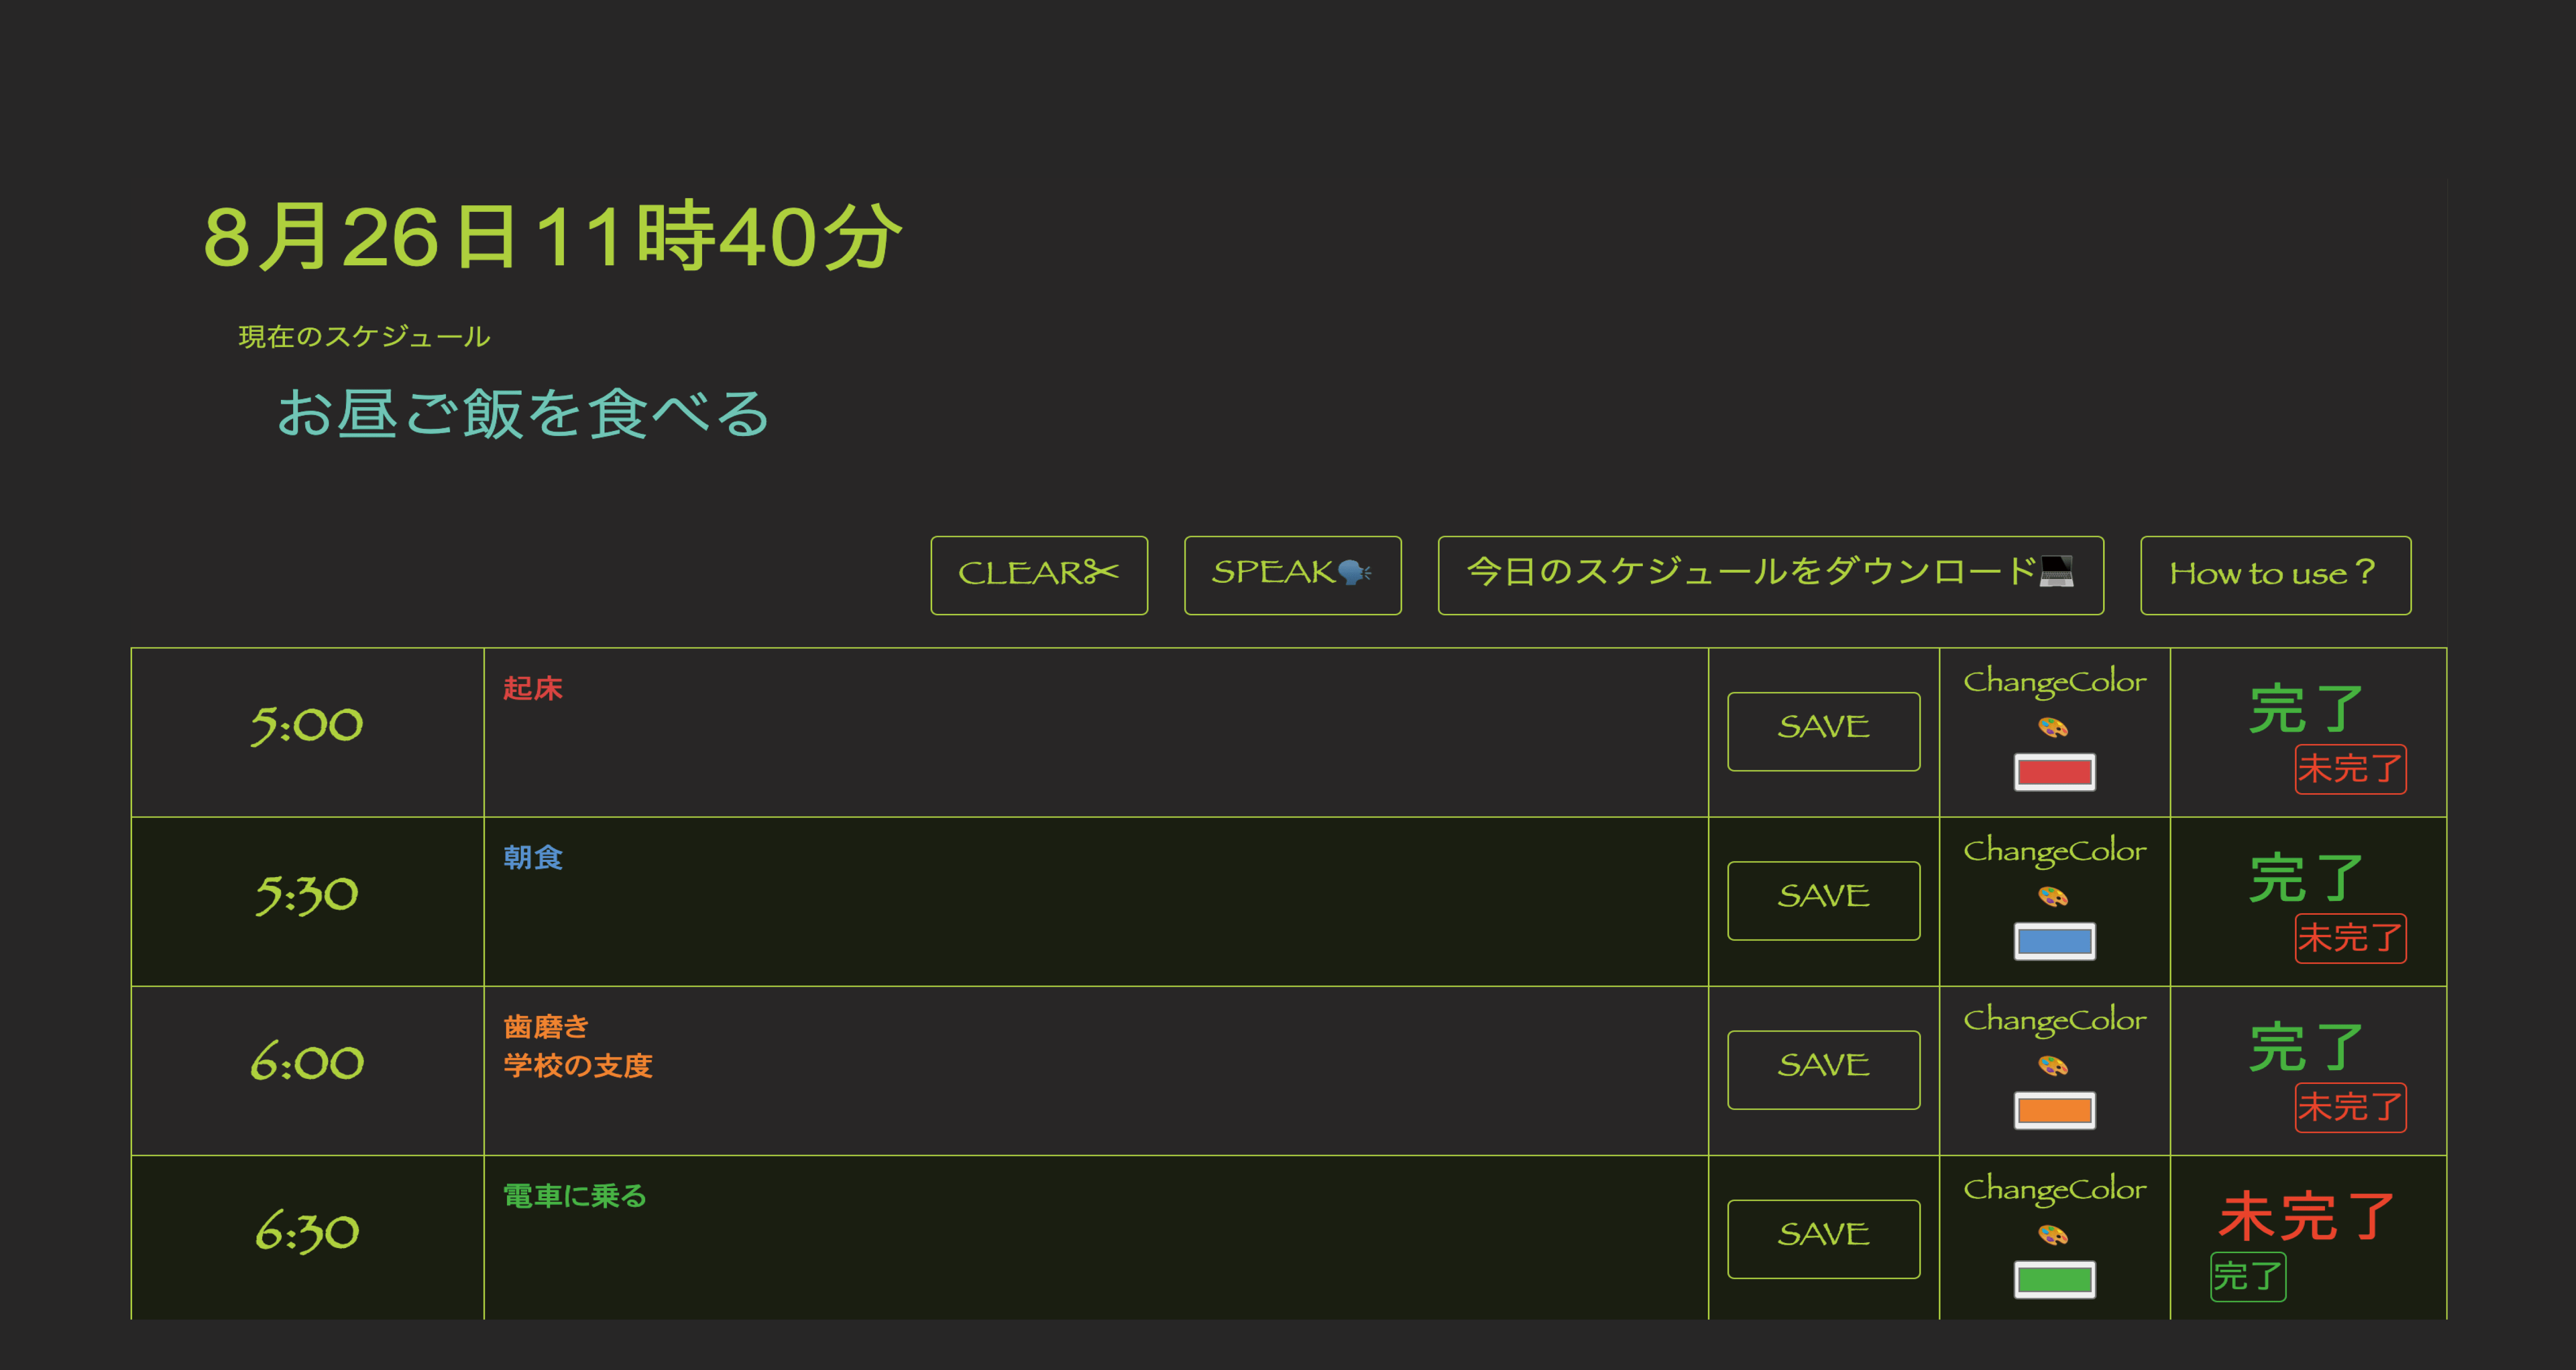 8月26日11時40分
現在のスケジュール
お昼ご飯を食べる
CLEAR✂ SPEAK🗣 今日のスケジュールをダウンロード💻 How to use？
5:00 起床 SAVE ChangeColor🎨 完了 未完了
5:30 朝食 SAVE ChangeColor🎨 完了 未完了
6:00 歯磨き SAVE ChangeColor🎨 完了 未完了
学校の支度
6:30 電車に乗る SAVE ChangeColor🎨 未完了 完了